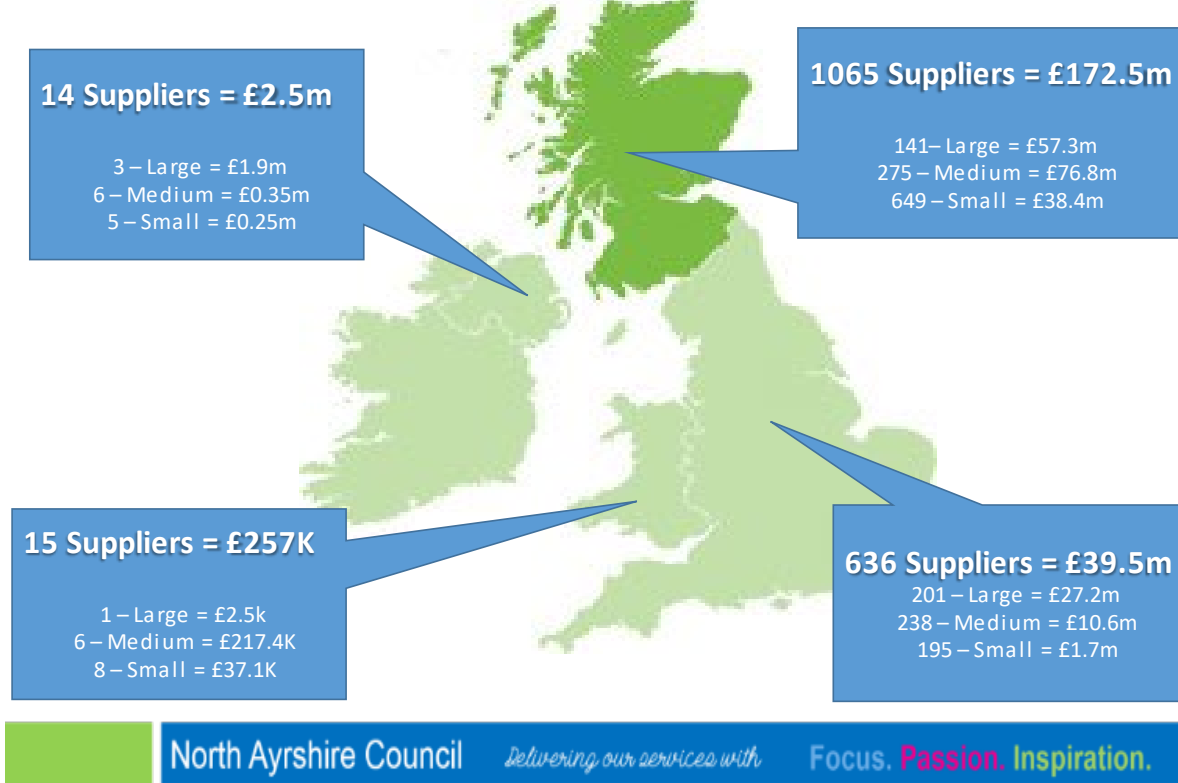 14 Suppliers = £2.5m
3 – Large = £1.9m
6 – Medium = £0.35m
5 – Small = £0.25m
1065 Suppliers = £172.5m
141– Large = £57.3m
275 – Medium = £76.8m
649 – Small = £38.4m
15 Suppliers = £257K
1 – Large = £2.5k
6 – Medium = £217.4K
8 – Small = £37.1K
636 Suppliers = £39.5m
201 – Large = £27.2m
238 – Medium = £10.6m
195 – Small = £1.7m
North Ayrshire Council Delivering our services with Focus. Passion. Inspiration.